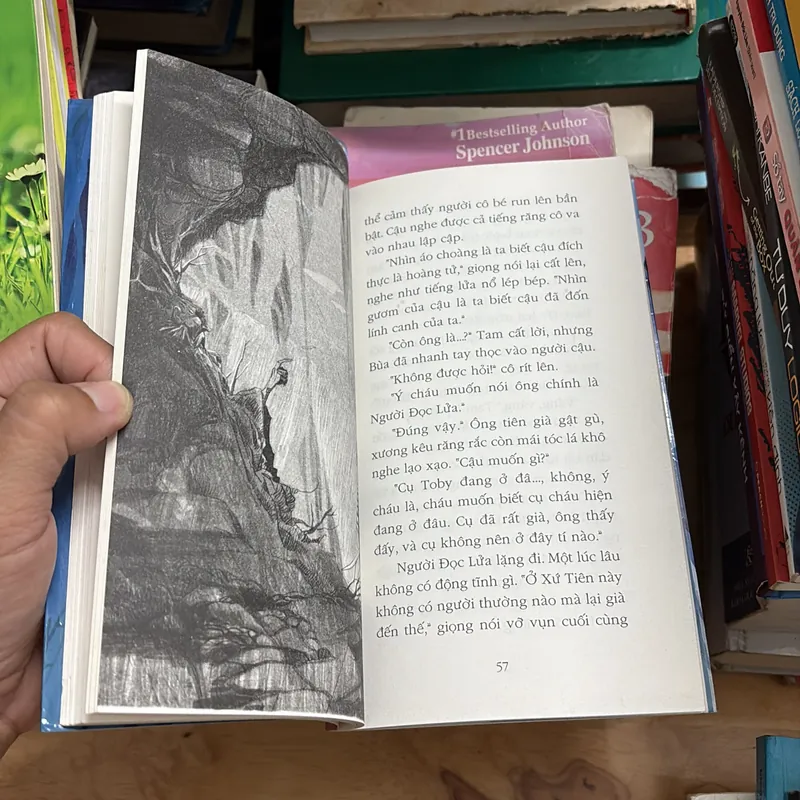 #1 Bestselling Author
Spencer Johnson
thể cảm thấy người cô bé run lên bần
bật. Cậu nghe được cả tiếng răng cô va
vào nhau lập cập.
"Nhìn áo choàng là ta biết cậu đích
thực là hoàng tử," giọng nói lại cất lên,
nghe như tiếng lửa nổ lép bép. "Nhìn
gươm của cậu là ta biết cậu đã đốn
lính canh của ta."
"Còn ông là...?" Tam cất lời, nhưng
Bùa đã nhanh tay thọc vào người cậu.
"Không được hỏi!" cô rít lên.
"Ý cháu muốn nói ông chính là
Người Đọc Lửa."
"Đúng vậy." Ông tiên già gật gù,
xương kêu răng rắc còn mái tóc lá khô
nghe lạo xạo. "Cậu muốn gì?"
"Cụ Toby đang ở đâ..., không, ý
cháu là, cháu muốn biết cụ cháu hiện
đang ở đâu. Cụ đã rất già, ông thấy
đấy, và cụ không nên ở đây tí nào."
Người Đọc Lửa lặng đi. Một lúc lâu
không có động tĩnh gì. "Ở Xứ Tiên này
không có người thường nào mà lại già
đến thế," giọng nói vỡ vụn cuối cùng
57
TƯ DUY